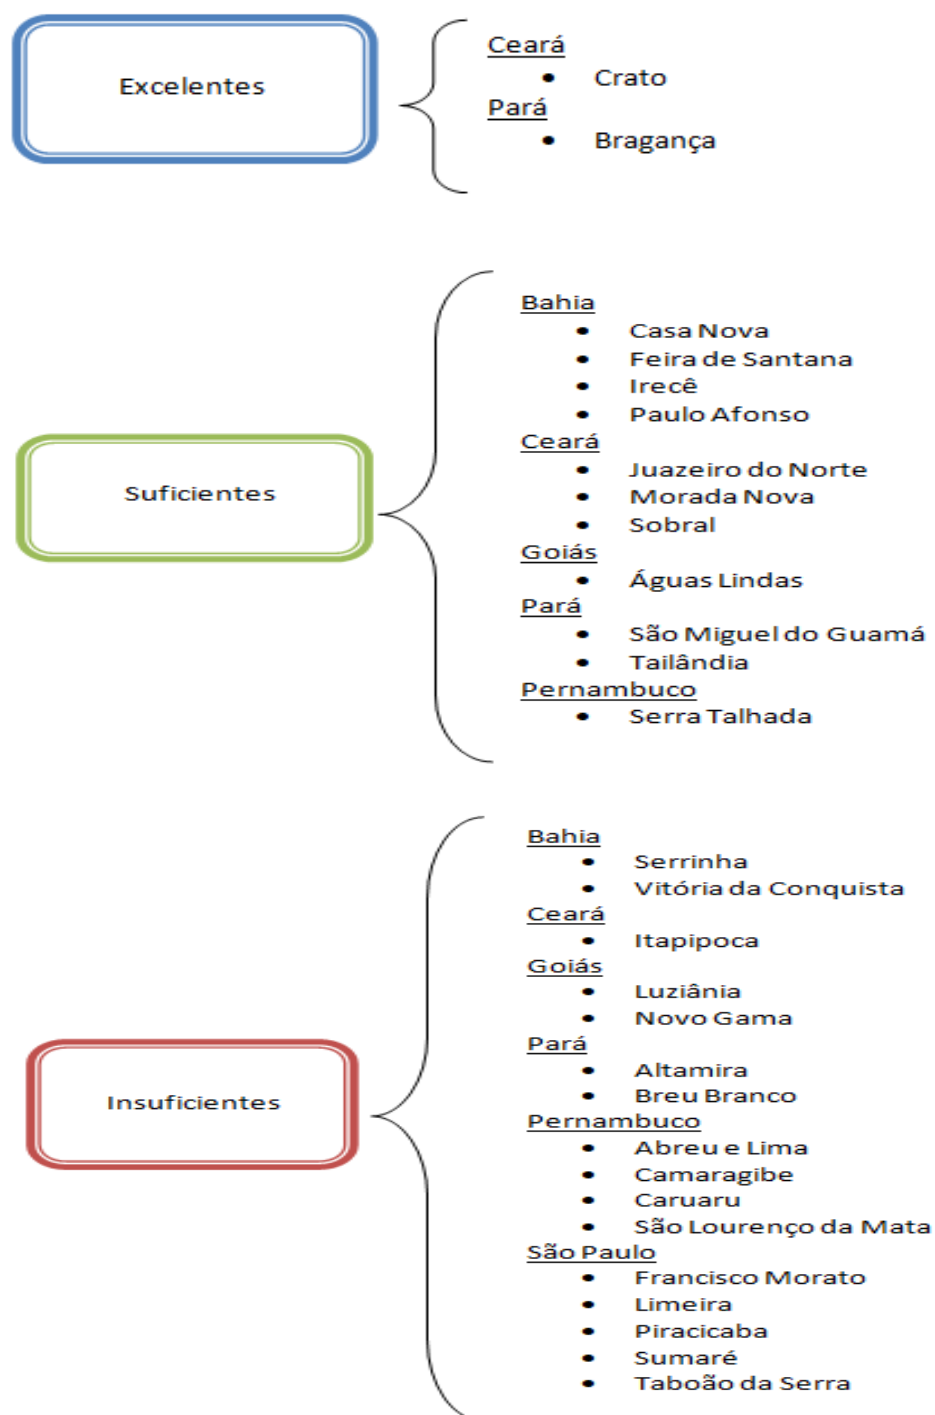 Excelentes
Ceará
• Crato
Pará
• Bragança
Suficientes
Bahia
• Casa Nova
• Feira de Santana
• Irecê
• Paulo Afonso
Ceará
• Juazeiro do Norte
• Morada Nova
• Sobral
Goiás
• Águas Lindas
Pará
• São Miguel do Guamá
• Tailândia
Pernambuco
• Serra Talhada
Insuficientes
Bahia
• Serrinha
• Vitória da Conquista
Ceará
• Itapipoca
Goiás
• Luziânia
• Novo Gama
Pará
• Altamira
• Breu Branco
Pernambuco
• Abreu e Lima
• Camaragibe
• Caruaru
• São Lourenço da Mata
São Paulo
• Francisco Morato
• Limeira
• Piracicaba
• Sumaré
• Taboão da Serra